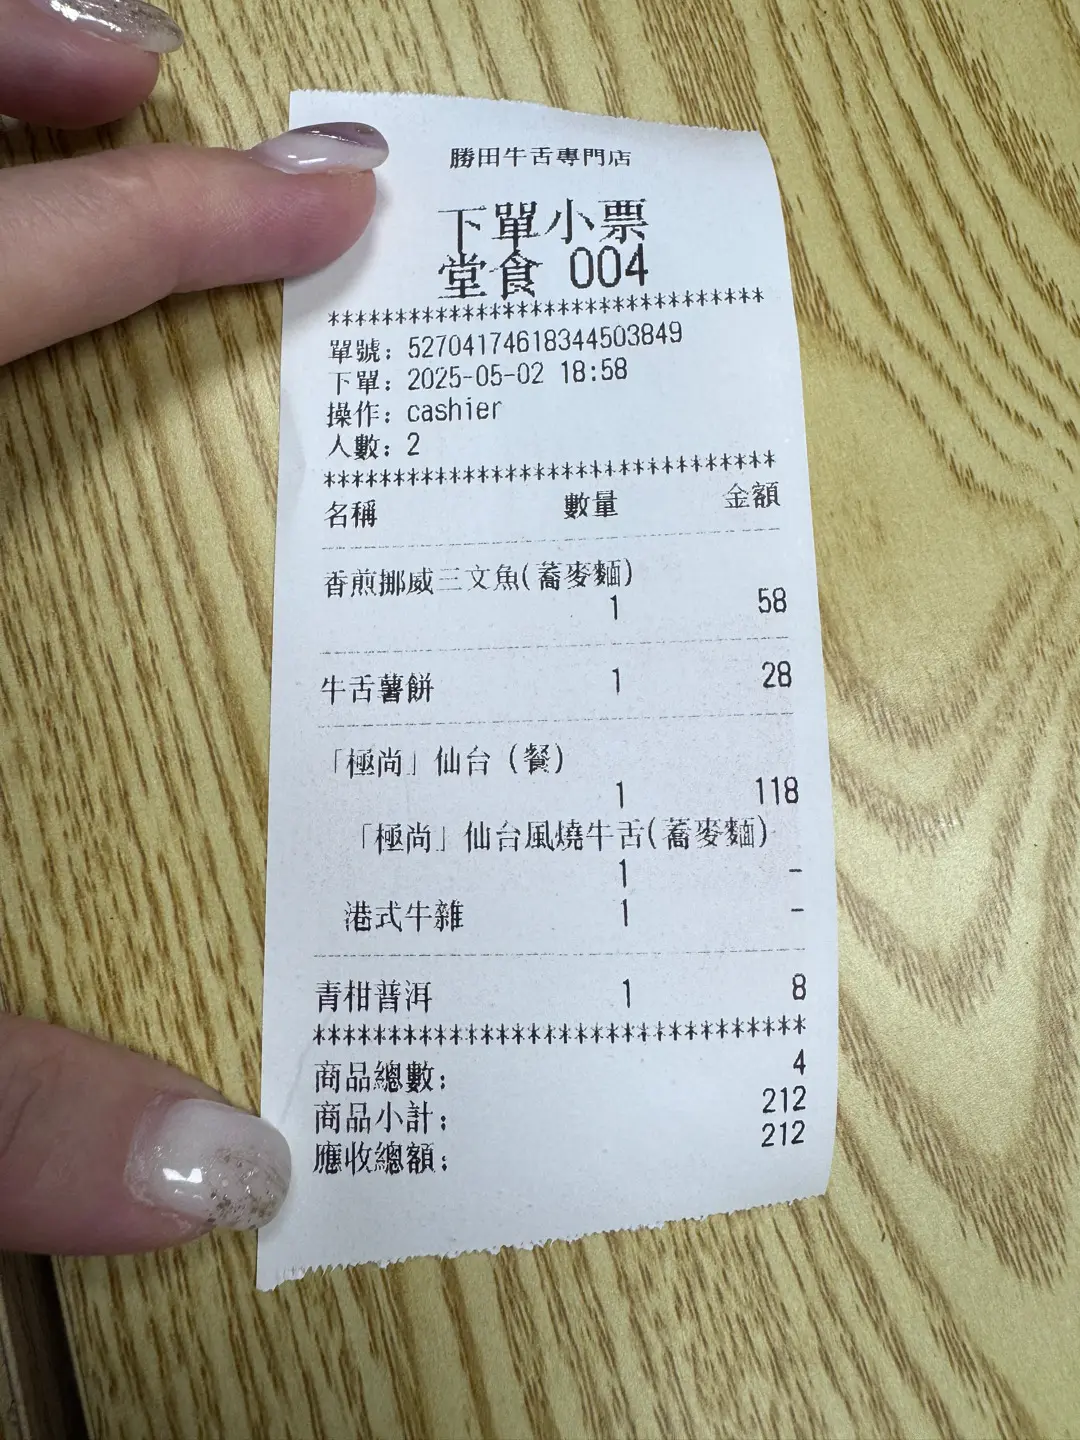 勝田牛舌專門店
下單小票
堂食 004
********************************
單號：52704174618344503849
下單：2025-05-02 18:58
操作：cashier
人數：2
********************************
名稱 數量 金額
香煎挪威三文魚(蕎麥麵)
1 58
牛舌薯餅 1 28
「極尚」仙台（餐）
1 118
「極尚」仙台風燒牛舌(蕎麥麵)
1 -
港式牛雜 1 -
青柑普洱 1 8
********************************
商品總數： 4
商品小計： 212
應收總額： 212